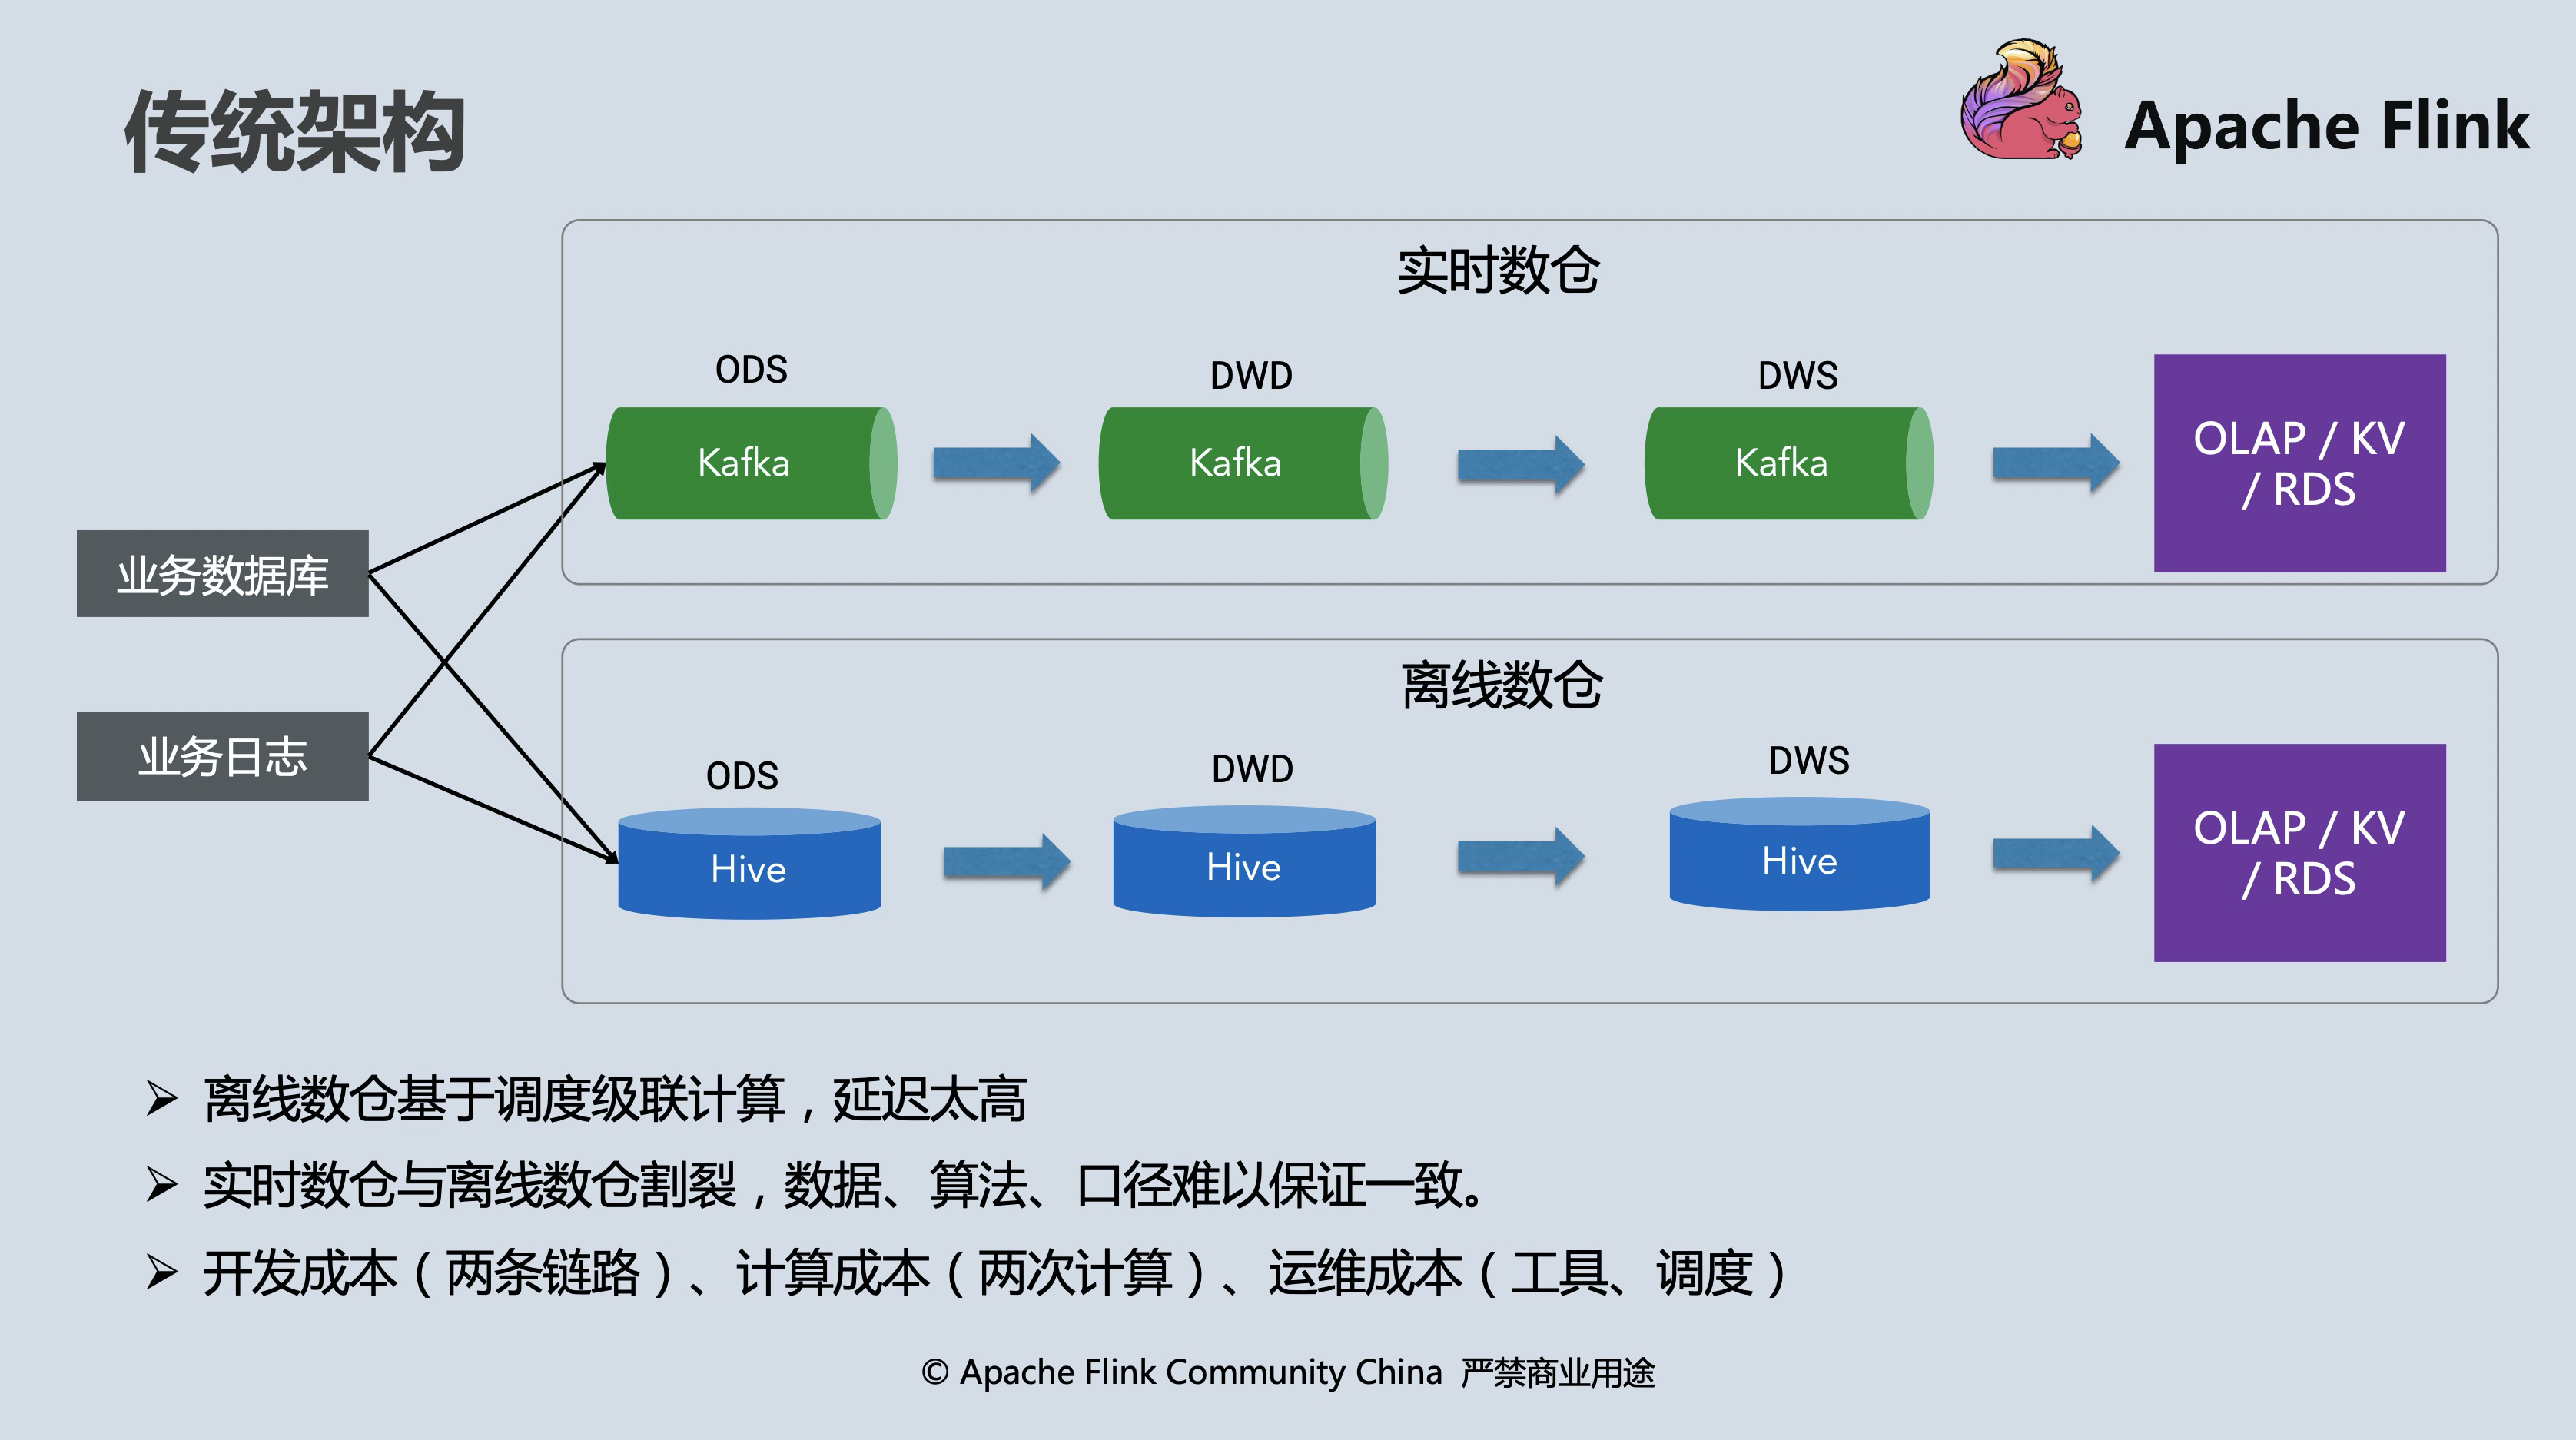 传统架构
Apache Flink
实时数仓
ODS
DWD
DWS
Kafka
Kafka
Kafka
OLAP / KV
/ RDS
业务数据库
业务日志
离线数仓
ODS
DWD
DWS
Hive
Hive
Hive
OLAP / KV
/ RDS
➢ 离线数仓基于调度级联计算，延迟太高
➢ 实时数仓与离线数仓割裂，数据、算法、口径难以保证一致。
➢ 开发成本（两条链路）、计算成本（两次计算）、运维成本（工具、调度）
© Apache Flink Community China 严禁商业用途